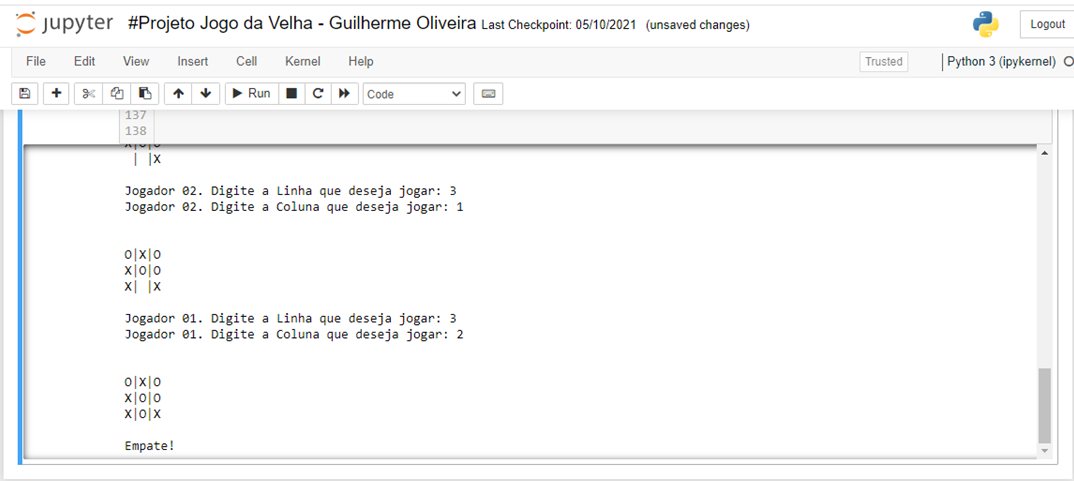 jupyter #Projeto Jogo da Velha - Guilherme Oliveira Last Checkpoint: 05/10/2021 (unsaved changes) Logout
File Edit View Insert Cell Kernel Help Trusted Python 3 (ipykernel)
Run Code
137
138
X|O|O
| |X
Jogador 02. Digite a Linha que deseja jogar: 3
Jogador 02. Digite a Coluna que deseja jogar: 1
O|X|O
X|O|O
X| |X
Jogador 01. Digite a Linha que deseja jogar: 3
Jogador 01. Digite a Coluna que deseja jogar: 2
O|X|O
X|O|O
X|O|X
Empate!